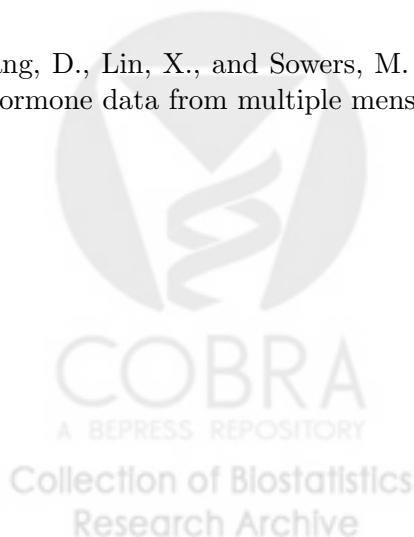 ang, D., Lin, X., and Sowers, M.
ormone data from multiple mens
COBRA
A BEPRESS REPOSITORY
Collection of Biostatistics
Research Archive